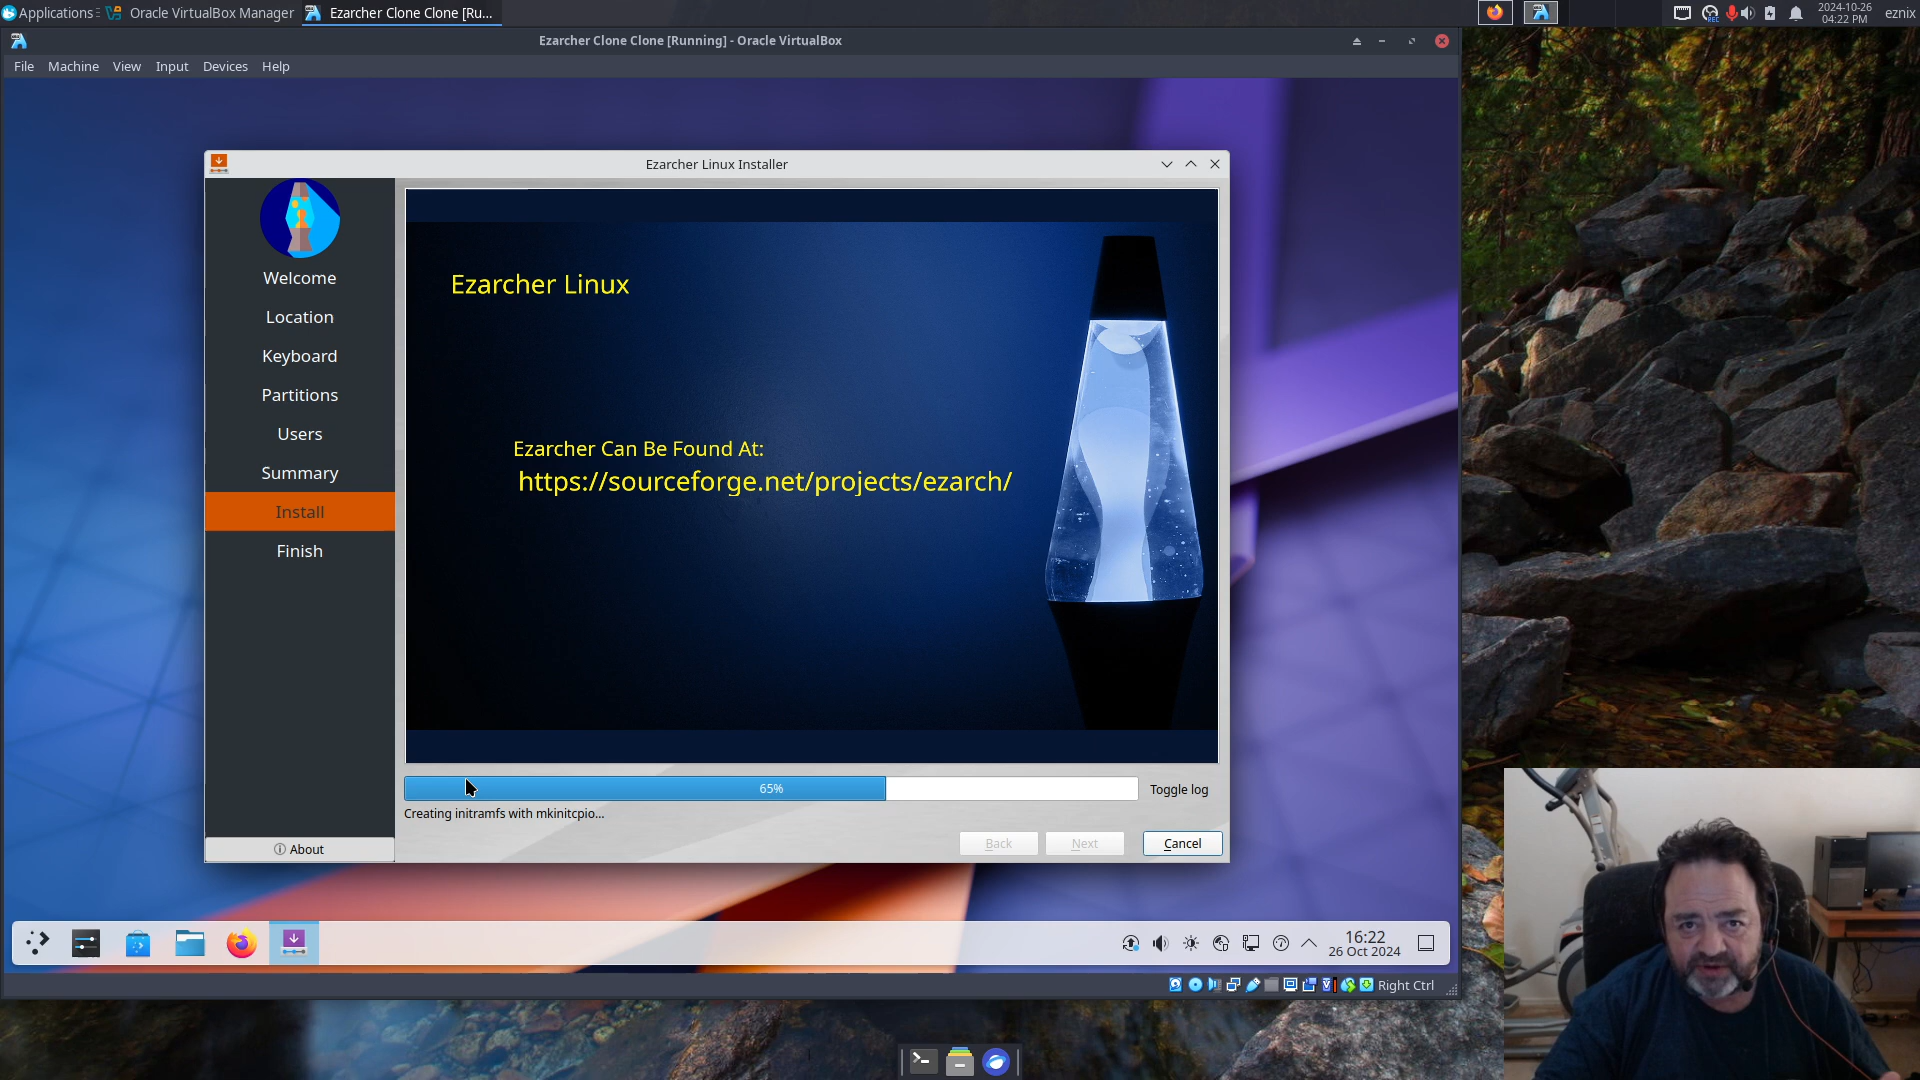 Applications
Oracle VirtualBox Manager
Ezarcher Clone Clone [Ru...
REC
2024-10-26
04:22 PM
eznix
Ezarcher Clone Clone [Running] - Oracle VirtualBox
File Machine View Input Devices Help
Ezarcher Linux Installer
Welcome
Location
Keyboard
Partitions
Users
Summary
Install
Finish
Ezarcher Linux
Ezarcher Can Be Found At:
https://sourceforge.net/projects/ezarch/
65%
Toggle log
Creating initramfs with mkinitcpio...
About
Back
Next
Cancel
16:22
26 Oct 2024
Right Ctrl